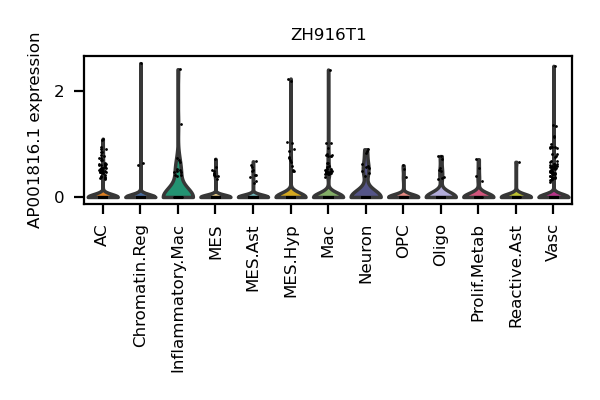 ZH916T1
AP001816.1 expression
2
0
AC
Chromatin.Reg
Inflammatory.Mac
MES
MES.Ast
MES.Hyp
Mac
Neuron
OPC
Oligo
Prolif.Metab
Reactive.Ast
Vasc